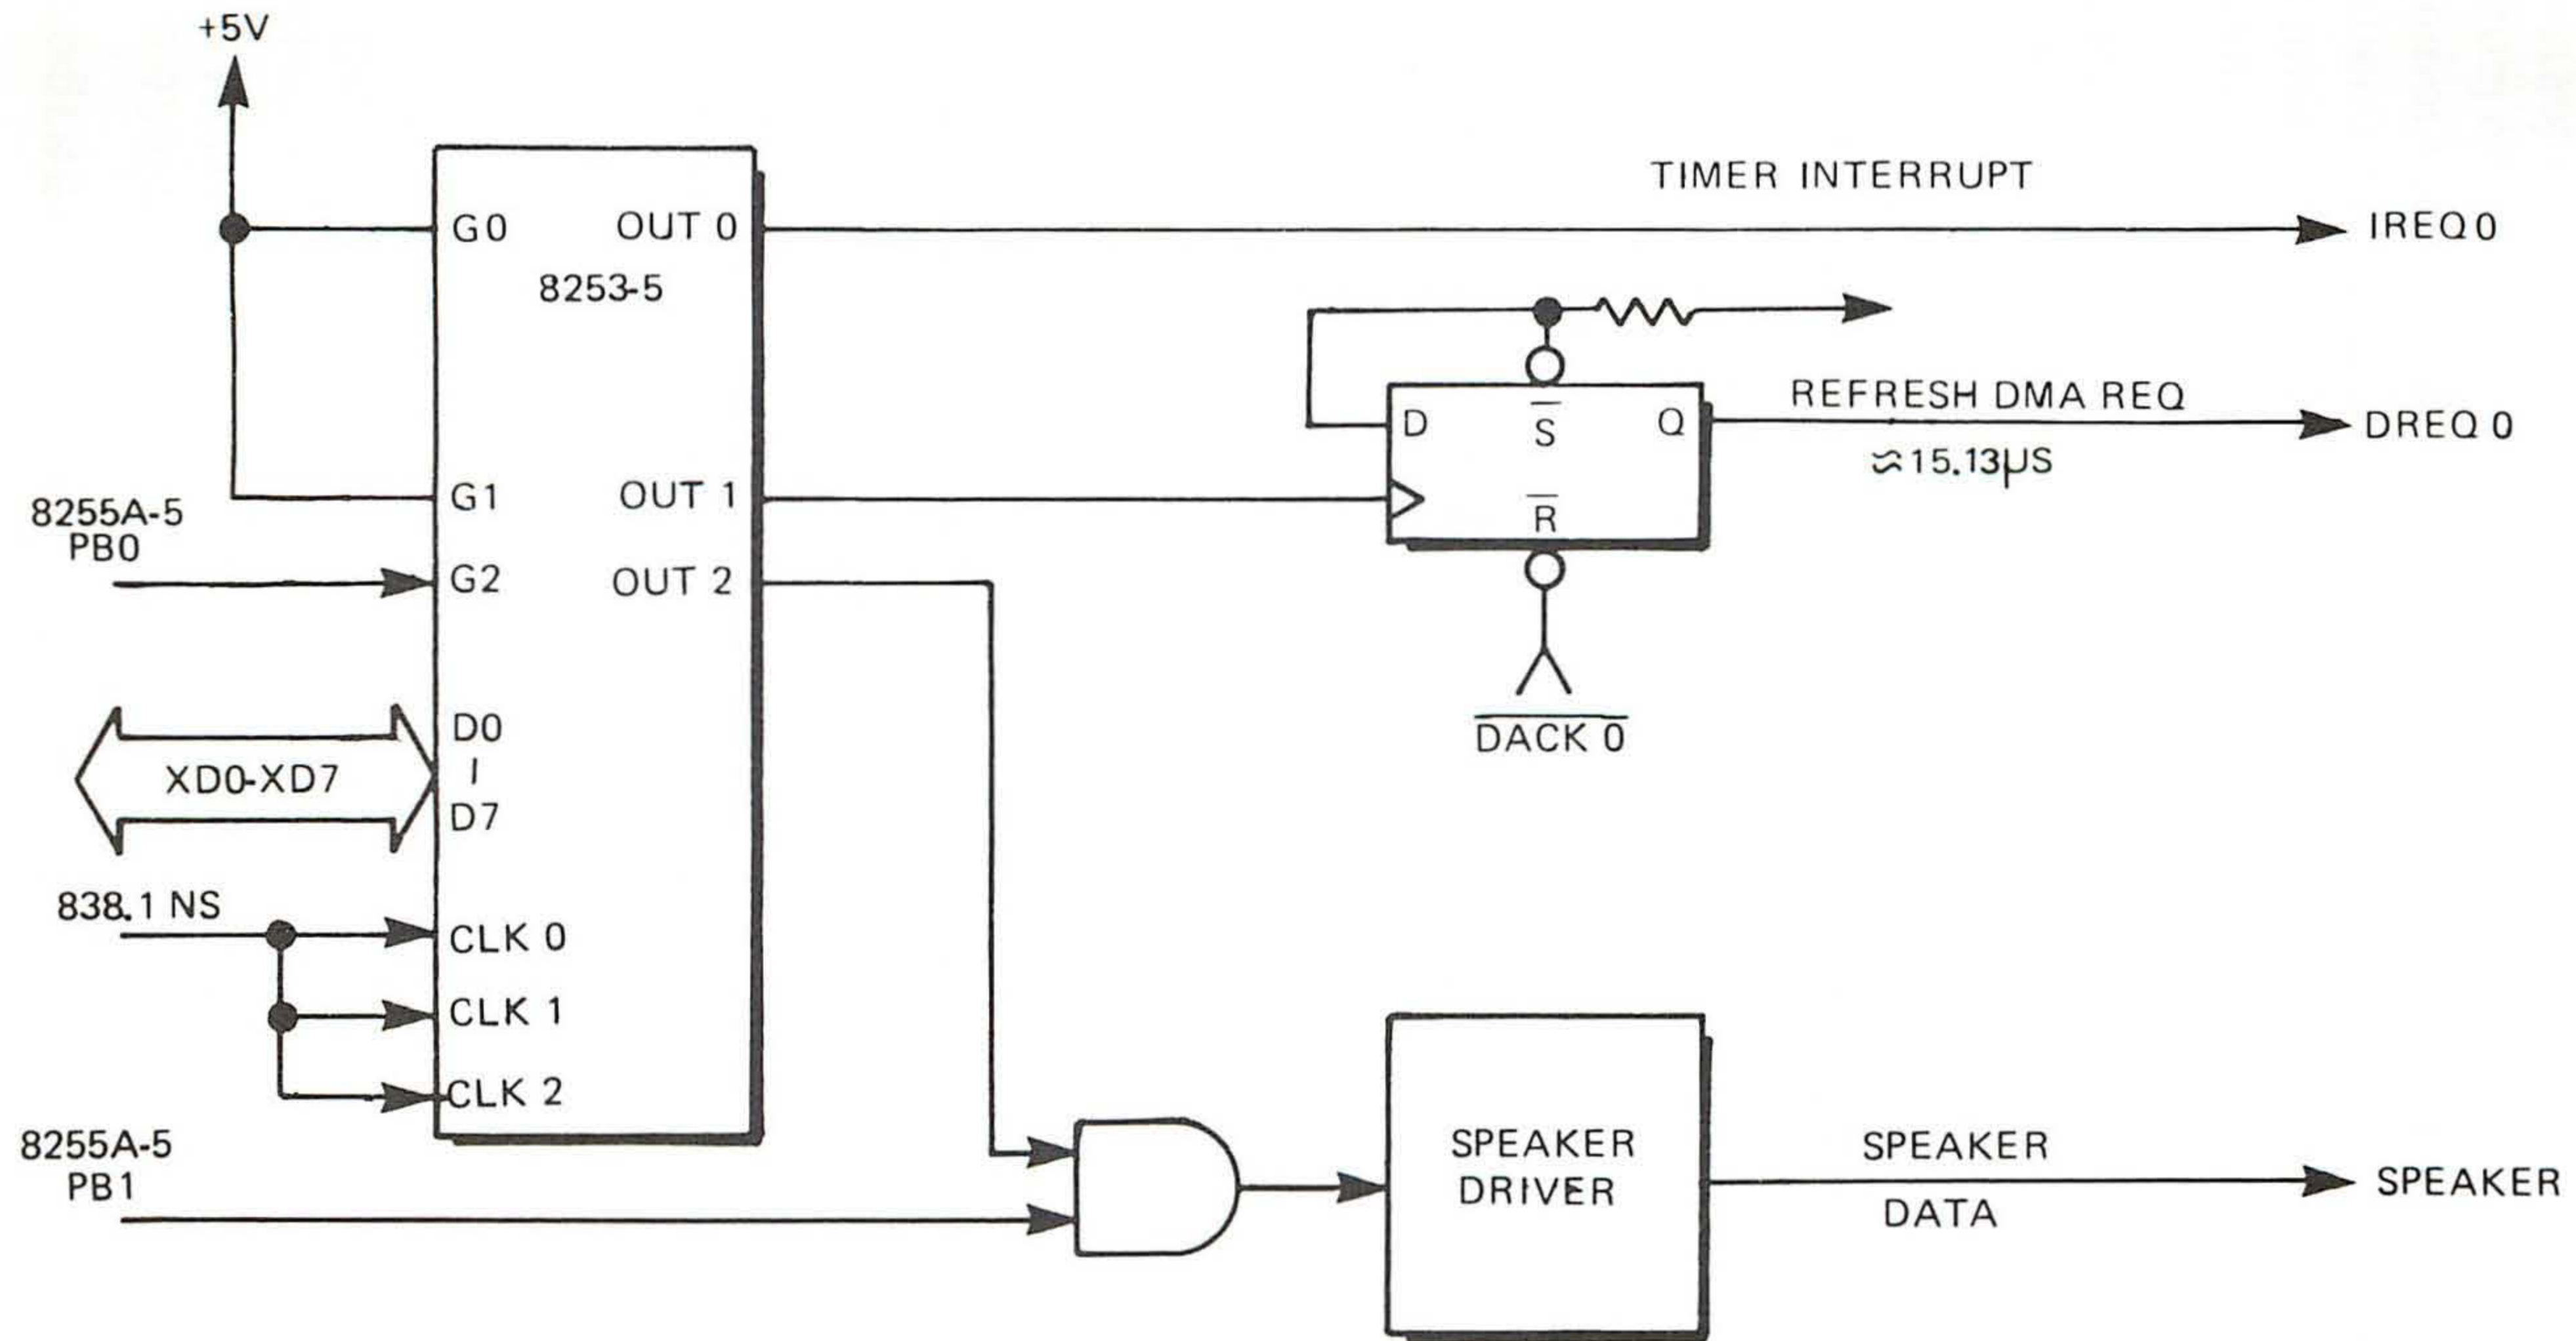 +5V
TIMER INTERRUPT
G0 OUT 0
IREQ 0
8253-5
REFRESH DMA REQ
D S̅ Q
DREQ 0
≈15.13µS
8255A-5
PB0
G1 OUT 1
R̅
G2 OUT 2
D0
|
D7
XD0-XD7
D̅A̅C̅K̅ ̅0̅
838.1 NS
CLK 0
CLK 1
CLK 2
8255A-5
PB1
SPEAKER
DRIVER
SPEAKER
DATA
SPEAKER